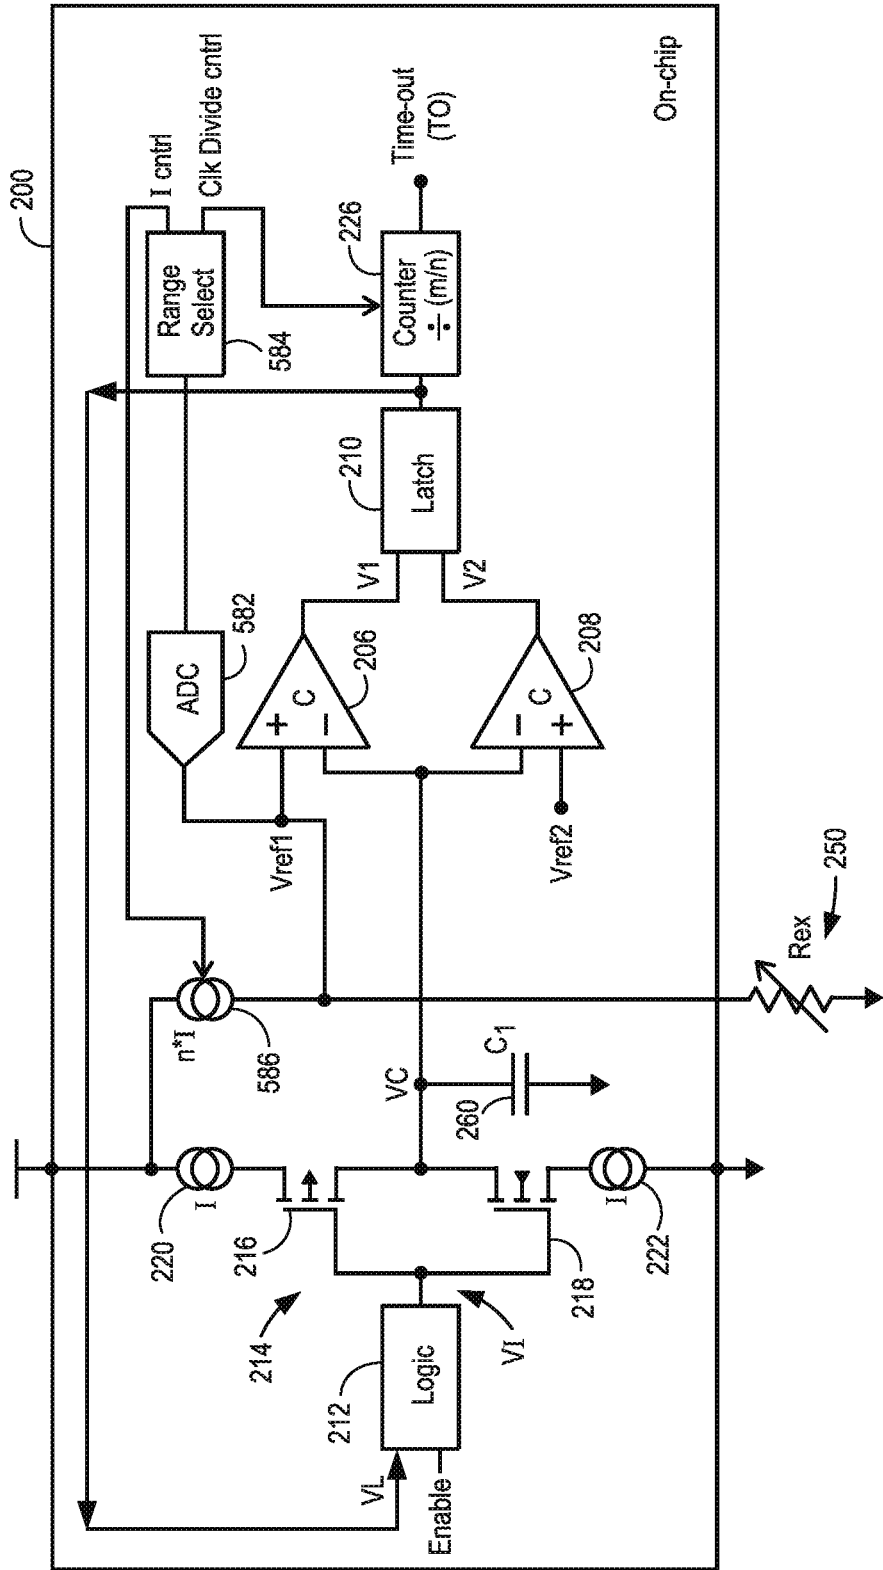 200
On-chip
I cntrl
Clk Divide cntrl
Range
Select
584
ADC
582
Time-out
(TO)
226
Counter
÷ (m/n)
210
Latch
V1
V2
206
C
+
−
208
C
−
+
Vref1
Vref2
n*I
586
Rex
250
VC
C1
260
220
I
216
214
218
I
222
VI
212
Logic
VL
Enable